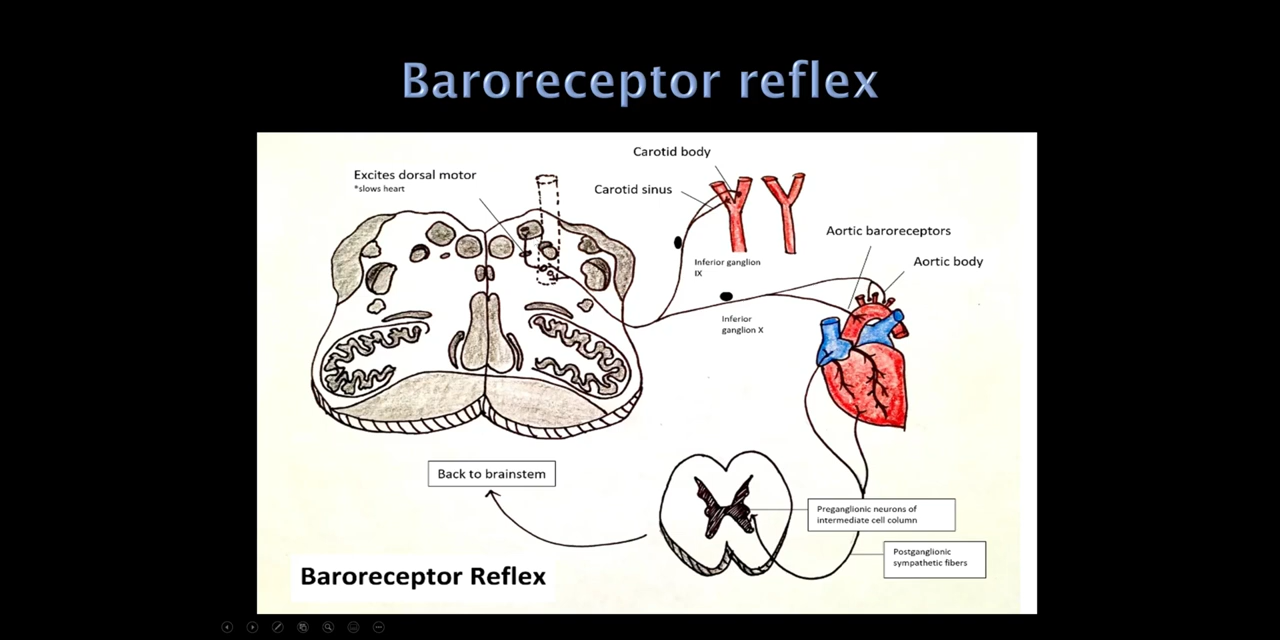 Baroreceptor reflex
Carotid body
Excites dorsal motor
*slows heart
Carotid sinus
Aortic baroreceptors
Inferior ganglion
IX
Aortic body
Inferior
ganglion X
Back to brainstem
Preganglionic neurons of
intermediate cell column
Postganglionic
sympathetic fibers
Baroreceptor Reflex